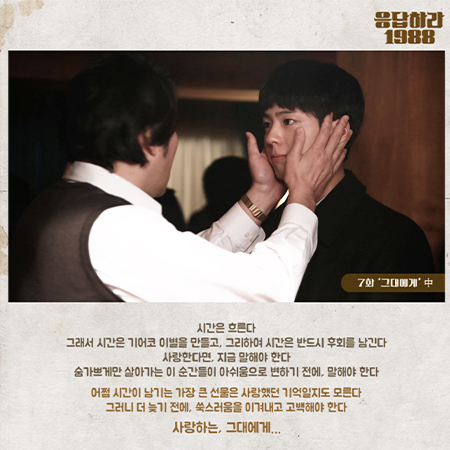 응답하라
1988
7화 '그대에게' 中
시간은 흐른다
그래서 시간은 기어코 이별을 만들고, 그리하여 시간은 반드시 후회를 남긴다
사랑한다면, 지금 말해야 한다
숨가쁘게만 살아가는 이 순간들이 아쉬움으로 변하기 전에, 말해야 한다
어쩜 시간이 남기는 가장 큰 선물은 사랑했던 기억일지도 모른다
그러니 더 늦기 전에, 쑥스러움을 이겨내고 고백해야 한다
사랑하는, 그대에게...